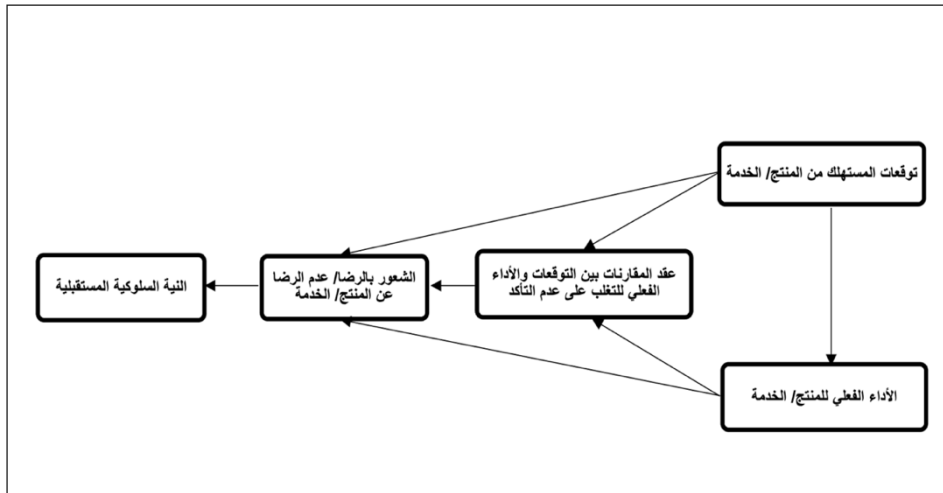 توقعات المستهلك من المنتج/ الخدمة
عقد المقارنات بين التوقعات والأداء
الفعلي للتغلب على عدم التأكد
الشعور بالرضا/ عدم الرضا
عن المنتج/ الخدمة
النية السلوكية المستقبلية
الأداء الفعلي للمنتج/ الخدمة